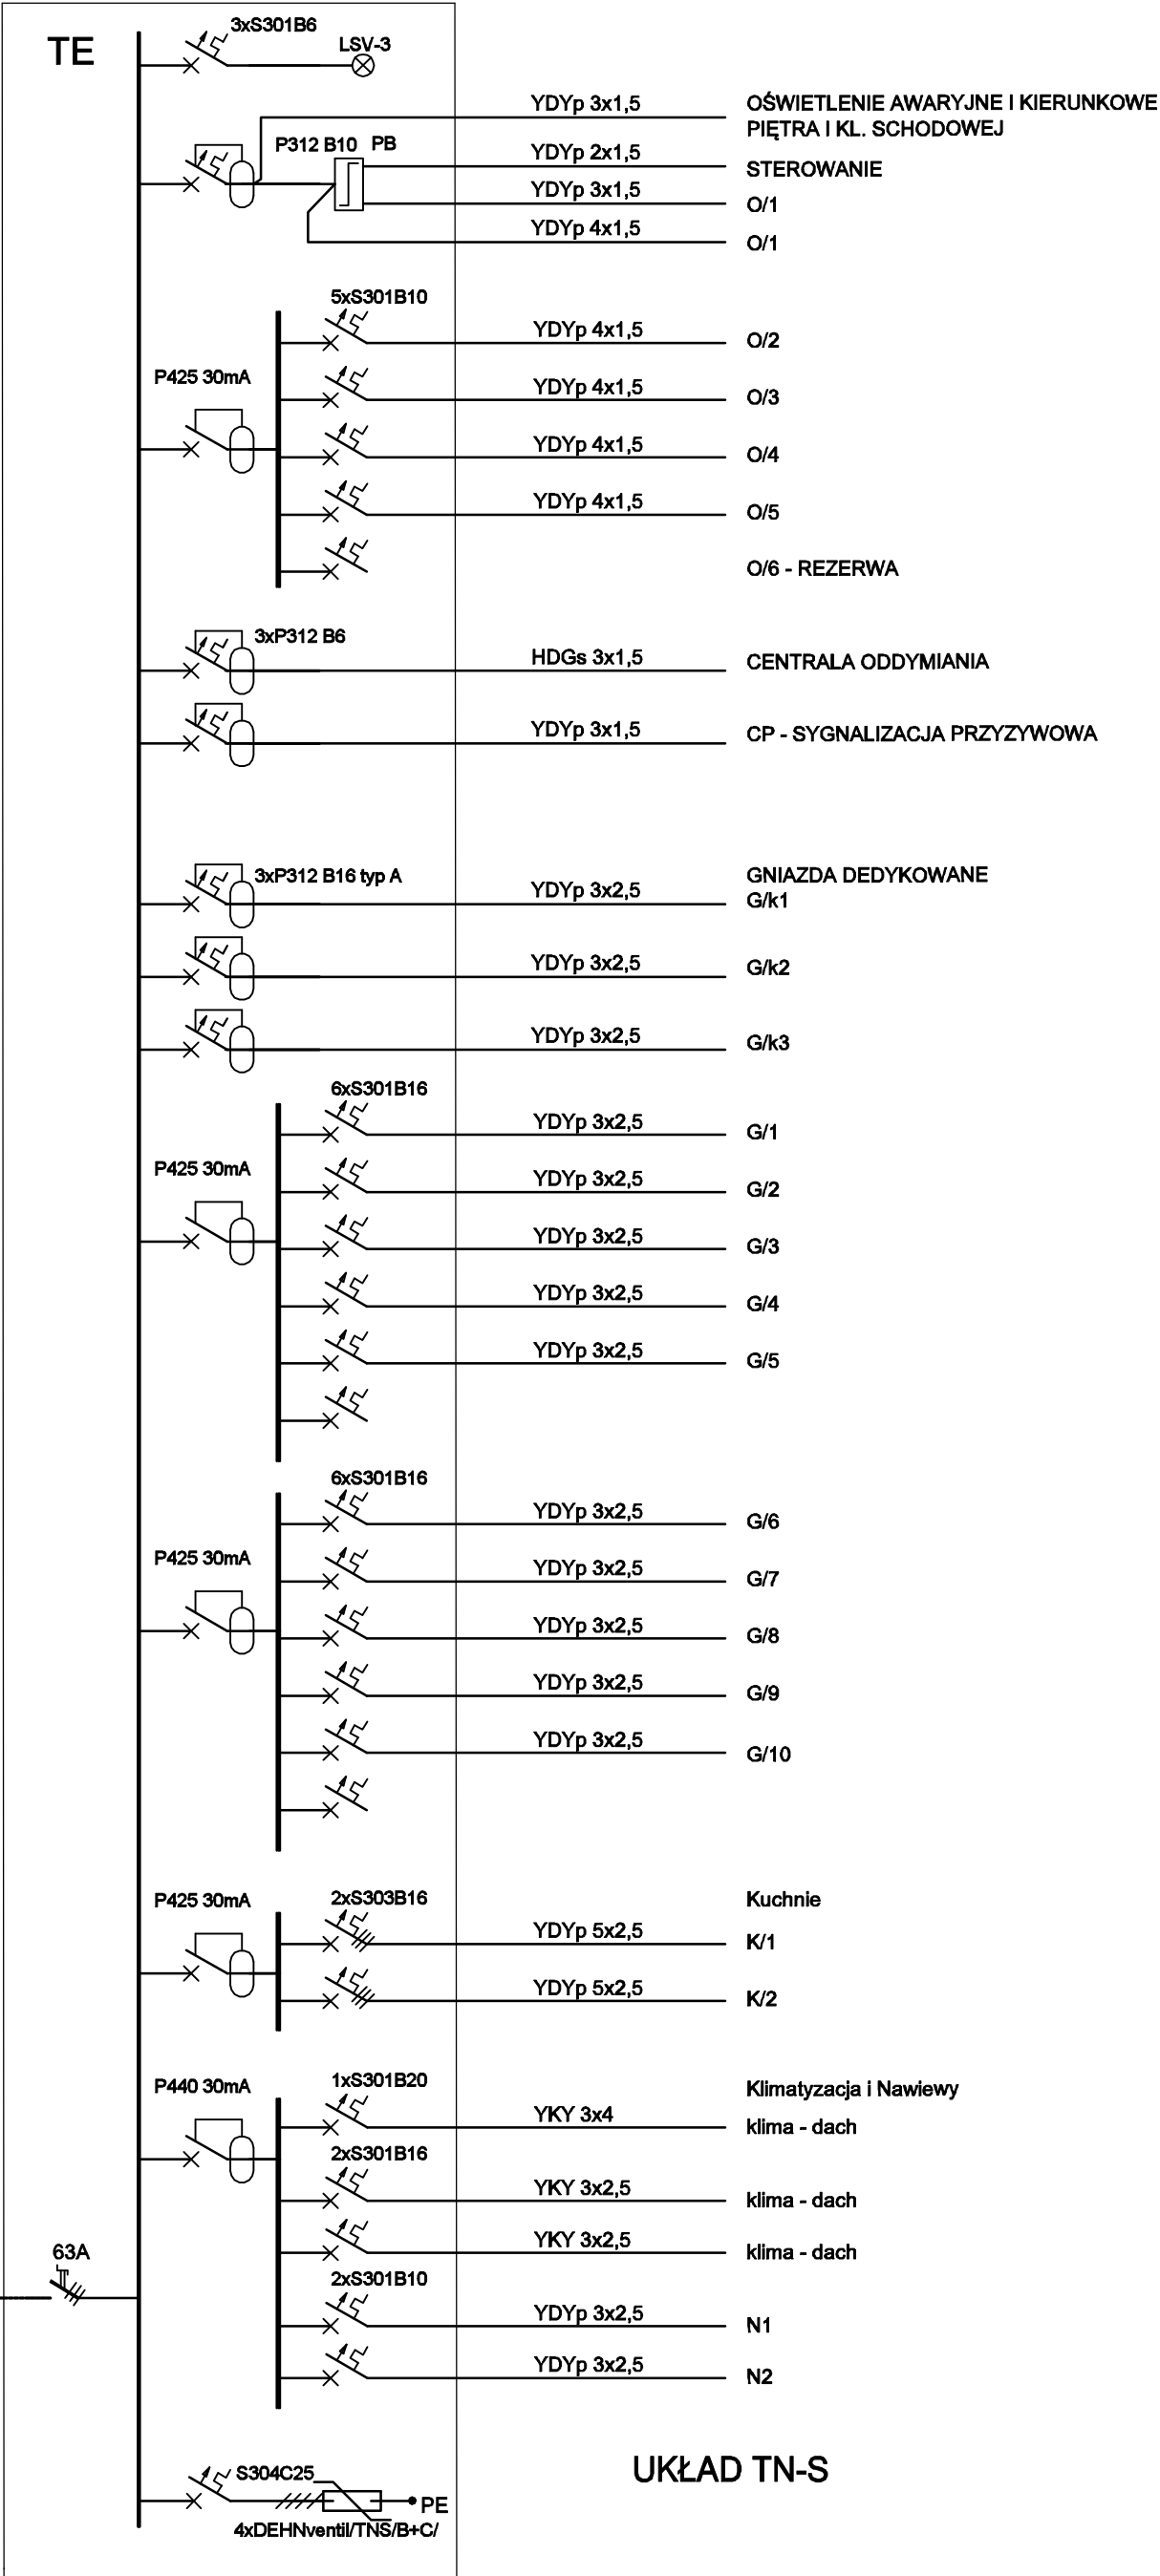 TE
3xS301B6
LSV-3
YDYp 3x1,5
OŚWIETLENIE AWARYJNE I KIERUNKOWE
PIĘTRA I KL. SCHODOWEJ
P312 B10 PB
YDYp 2x1,5
STEROWANIE
YDYp 3x1,5
O/1
YDYp 4x1,5
O/1
5xS301B10
P425 30mA
YDYp 4x1,5
O/2
YDYp 4x1,5
O/3
YDYp 4x1,5
O/4
YDYp 4x1,5
O/5
O/6 - REZERWA
3xP312 B6
HDGs 3x1,5
CENTRALA ODDYMIANIA
YDYp 3x1,5
CP - SYGNALIZACJA PRZYZYWOWA
3xP312 B16 typ A
GNIAZDA DEDYKOWANE
YDYp 3x2,5
G/k1
YDYp 3x2,5
G/k2
YDYp 3x2,5
G/k3
6xS301B16
P425 30mA
YDYp 3x2,5
G/1
YDYp 3x2,5
G/2
YDYp 3x2,5
G/3
YDYp 3x2,5
G/4
YDYp 3x2,5
G/5
6xS301B16
P425 30mA
YDYp 3x2,5
G/6
YDYp 3x2,5
G/7
YDYp 3x2,5
G/8
YDYp 3x2,5
G/9
YDYp 3x2,5
G/10
P425 30mA
2xS303B16
Kuchnie
YDYp 5x2,5
K/1
YDYp 5x2,5
K/2
P440 30mA
1xS301B20
Klimatyzacja i Nawiewy
YKY 3x4
klima - dach
2xS301B16
YKY 3x2,5
klima - dach
YKY 3x2,5
klima - dach
63A
2xS301B10
YDYp 3x2,5
N1
YDYp 3x2,5
N2
UKŁAD TN-S
S304C25
PE
4xDEHNventil/TNS/B+C/